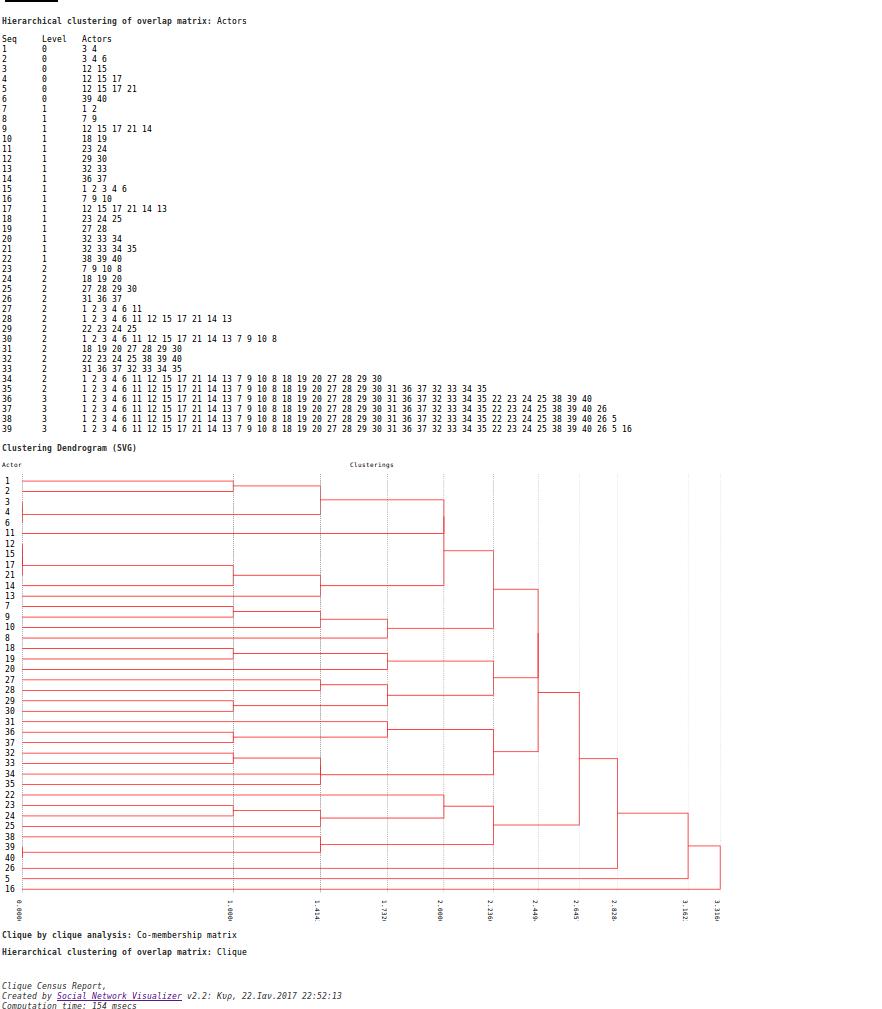 Hierarchical clustering of overlap matrix: Actors
Seq Level Actors
1 0 3 4
2 0 3 4 6
3 0 12 15
4 0 12 15 17
5 0 12 15 17 21
6 0 39 40
7 1 1 2
8 1 7 9
9 1 12 15 17 21 14
10 1 18 19
11 1 23 24
12 1 29 30
13 1 32 33
14 1 36 37
15 1 1 2 3 4 6
16 1 7 9 10
17 1 12 15 17 21 14 13
18 1 23 24 25
19 1 27 28
20 1 32 33 34
21 1 32 33 34 35
22 1 38 39 40
23 2 7 9 10 8
24 2 18 19 20
25 2 27 28 29 30
26 2 31 36 37
27 2 1 2 3 4 6 11
28 2 1 2 3 4 6 11 12 15 17 21 14 13
29 2 22 23 24 25
30 2 1 2 3 4 6 11 12 15 17 21 14 13 7 9 10 8
31 2 18 19 20 27 28 29 30
32 2 22 23 24 25 38 39 40
33 2 31 36 37 32 33 34 35
34 2 1 2 3 4 6 11 12 15 17 21 14 13 7 9 10 8 18 19 20 27 28 29 30
35 2 1 2 3 4 6 11 12 15 17 21 14 13 7 9 10 8 18 19 20 27 28 29 30 31 36 37 32 33 34 35
36 3 1 2 3 4 6 11 12 15 17 21 14 13 7 9 10 8 18 19 20 27 28 29 30 31 36 37 32 33 34 35 22 23 24 25 38 39 40
37 3 1 2 3 4 6 11 12 15 17 21 14 13 7 9 10 8 18 19 20 27 28 29 30 31 36 37 32 33 34 35 22 23 24 25 38 39 40 26
38 3 1 2 3 4 6 11 12 15 17 21 14 13 7 9 10 8 18 19 20 27 28 29 30 31 36 37 32 33 34 35 22 23 24 25 38 39 40 26 5
39 3 1 2 3 4 6 11 12 15 17 21 14 13 7 9 10 8 18 19 20 27 28 29 30 31 36 37 32 33 34 35 22 23 24 25 38 39 40 26 5 16
Clustering Dendrogram (SVG)
Actor Clusterings
1
2
3
4
6
11
12
15
17
21
14
13
7
9
10
8
18
19
20
27
28
29
30
31
36
37
32
33
34
35
22
23
24
25
38
39
40
26
5
16
0.000 1.000 1.414 1.732 2.000 2.236 2.449 2.645 2.828 3.162 3.316
Clique by clique analysis: Co-membership matrix
Hierarchical clustering of overlap matrix: Clique
Clique Census Report,
Created by Social Network Visualizer v2.2: Κυρ, 22.Ιαν.2017 22:52:13
Computation time: 154 msecs